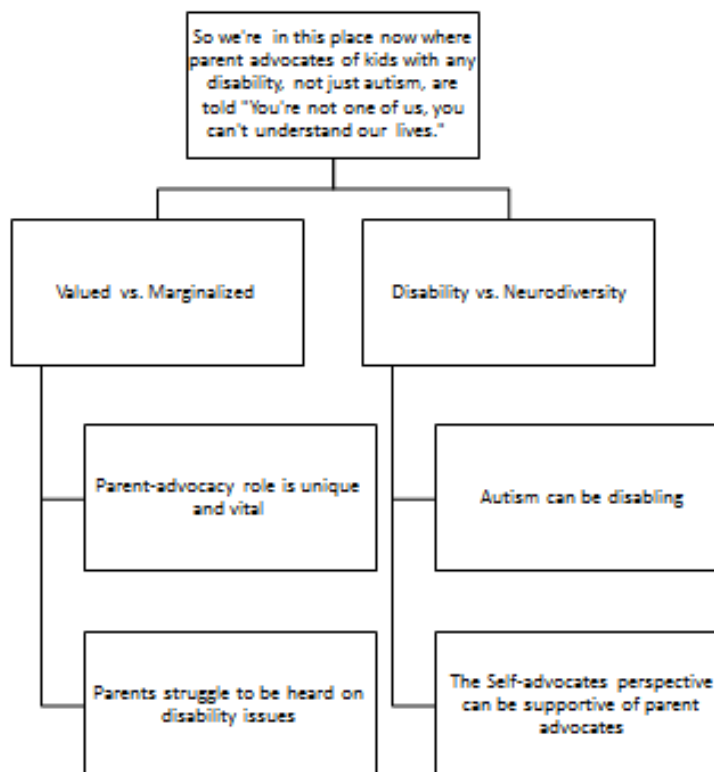 So we're in this place now where
parent advocates of kids with any
disability, not just autism, are
told "You're not one of us, you
can't understand our lives."
Valued vs. Marginalized
Disability vs. Neurodiversity
Parent-advocacy role is unique
and vital
Autism can be disabling
Parents struggle to be heard on
disability issues
The Self-advocates perspective
can be supportive of parent
advocates